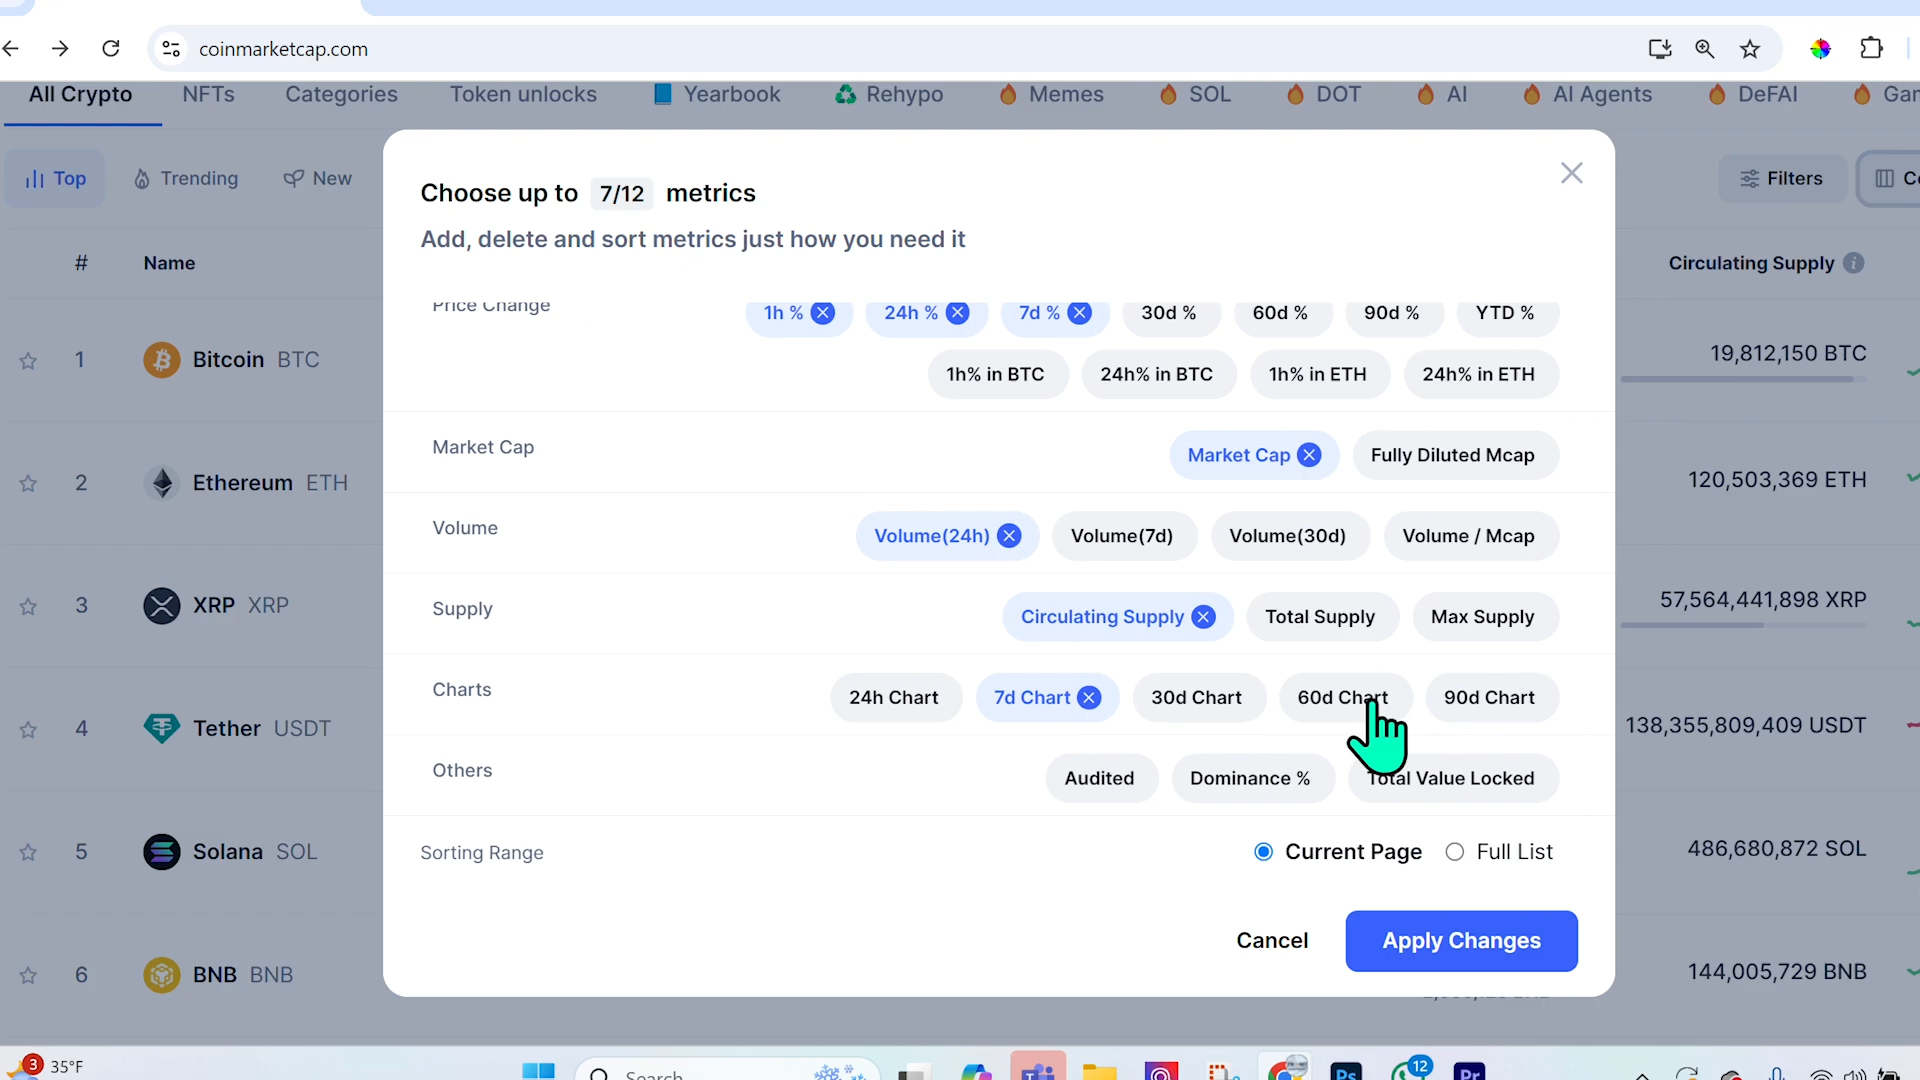 coinmarketcap.com
All Crypto NFTs Categories Token unlocks Yearbook Rehypo Memes SOL DOT AI AI Agents DeFAI Gan
Top Trending New Filters
Choose up to 7/12 metrics
Add, delete and sort metrics just how you need it
# Name Circulating Supply
Price Change 1h % 24h % 7d % 30d % 60d % 90d % YTD %
1h% in BTC 24h% in BTC 1h% in ETH 24h% in ETH
1 Bitcoin BTC 19,812,150 BTC
Market Cap Market Cap Fully Diluted Mcap
2 Ethereum ETH 120,503,369 ETH
Volume Volume(24h) Volume(7d) Volume(30d) Volume / Mcap
3 XRP XRP 57,564,441,898 XRP
Supply Circulating Supply Total Supply Max Supply
Charts 24h Chart 7d Chart 30d Chart 60d Chart 90d Chart
4 Tether USDT 138,355,809,409 USDT
Others Audited Dominance % Total Value Locked
Sorting Range Current Page Full List
5 Solana SOL 486,680,872 SOL
Cancel Apply Changes
6 BNB BNB 144,005,729 BNB
3 35°F Search Ps 12 Pr